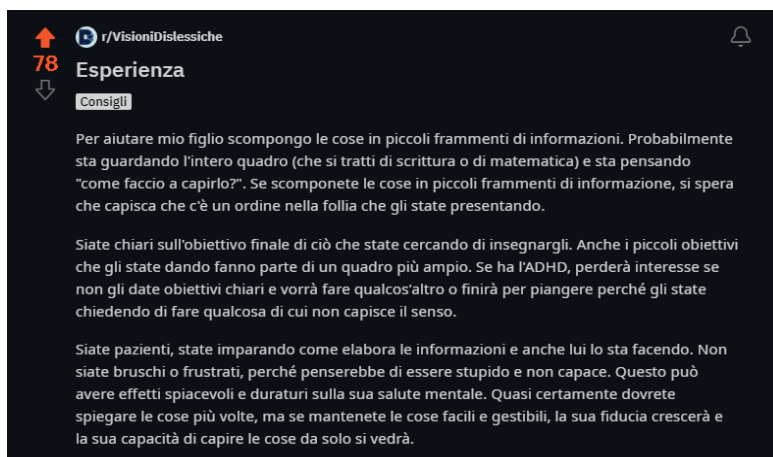 r/VisioniDislessiche
78
Esperienza
Consigli
Per aiutare mio figlio scompongo le cose in piccoli frammenti di informazioni. Probabilmente
sta guardando l'intero quadro (che si tratti di scrittura o di matematica) e sta pensando
"come faccio a capirlo?". Se scomponete le cose in piccoli frammenti di informazione, si spera
che capisca che c'è un ordine nella follia che gli state presentando.
Siate chiari sull'obiettivo finale di ciò che state cercando di insegnargli. Anche i piccoli obiettivi
che gli state dando fanno parte di un quadro più ampio. Se ha l'ADHD, perderà interesse se
non gli date obiettivi chiari e vorrà fare qualcos'altro o finirà per piangere perché gli state
chiedendo di fare qualcosa di cui non capisce il senso.
Siate pazienti, state imparando come elabora le informazioni e anche lui lo sta facendo. Non
siate bruschi o frustrati, perché penserebbe di essere stupido e non capace. Questo può
avere effetti spiacevoli e duraturi sulla sua salute mentale. Quasi certamente dovrete
spiegare le cose più volte, ma se mantenete le cose facili e gestibili, la sua fiducia crescerà e
la sua capacità di capire le cose da solo si vedrà.